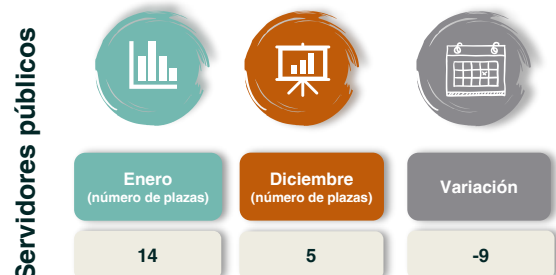 Servidores públicos
Enero
(número de plazas)
Diciembre
(número de plazas)
Variación
14
5
-9